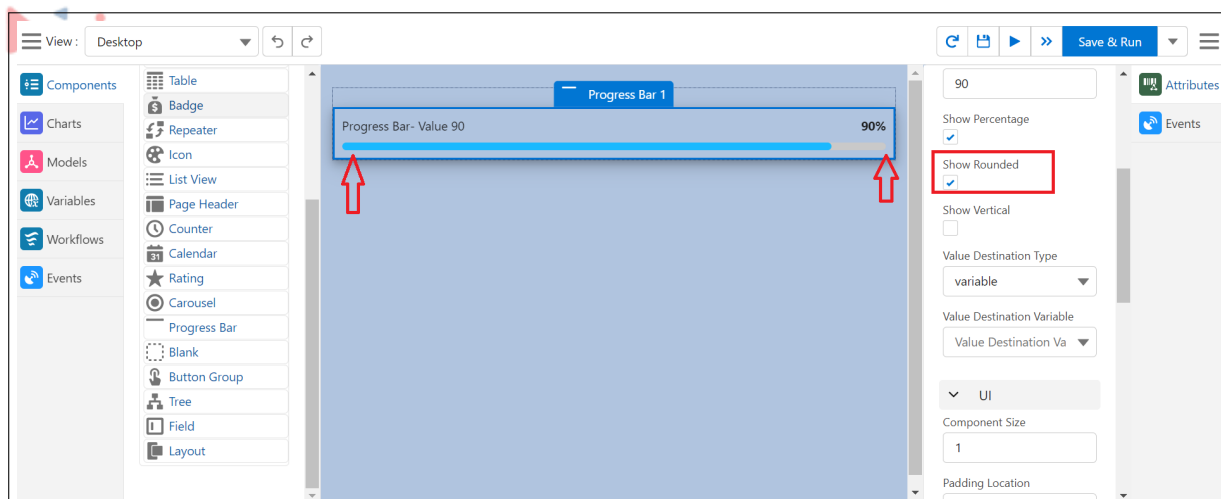 View : Desktop
Save & Run
Components
Charts
Models
Variables
Workflows
Events
Table
Badge
Repeater
Icon
List View
Page Header
Counter
31 Calendar
Rating
Carousel
Progress Bar
Blank
Button Group
Tree
Field
Layout
Progress Bar 1
Progress Bar- Value 90 90%
90
Show Percentage
Show Rounded
Show Vertical
Value Destination Type
variable
Value Destination Variable
Value Destination Va
UI
Component Size
1
Padding Location
Attributes
Events